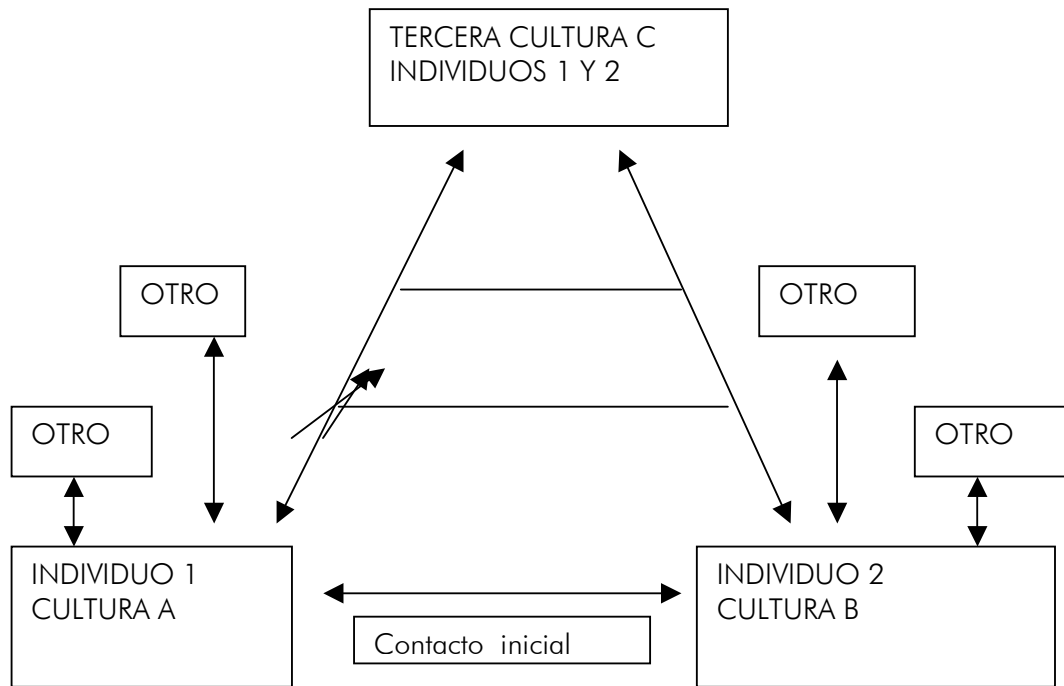 TERCERA CULTURA C
INDIVIDUOS 1 Y 2
OTRO
OTRO
OTRO
OTRO
INDIVIDUO 1
CULTURA A
INDIVIDUO 2
CULTURA B
Contacto inicial